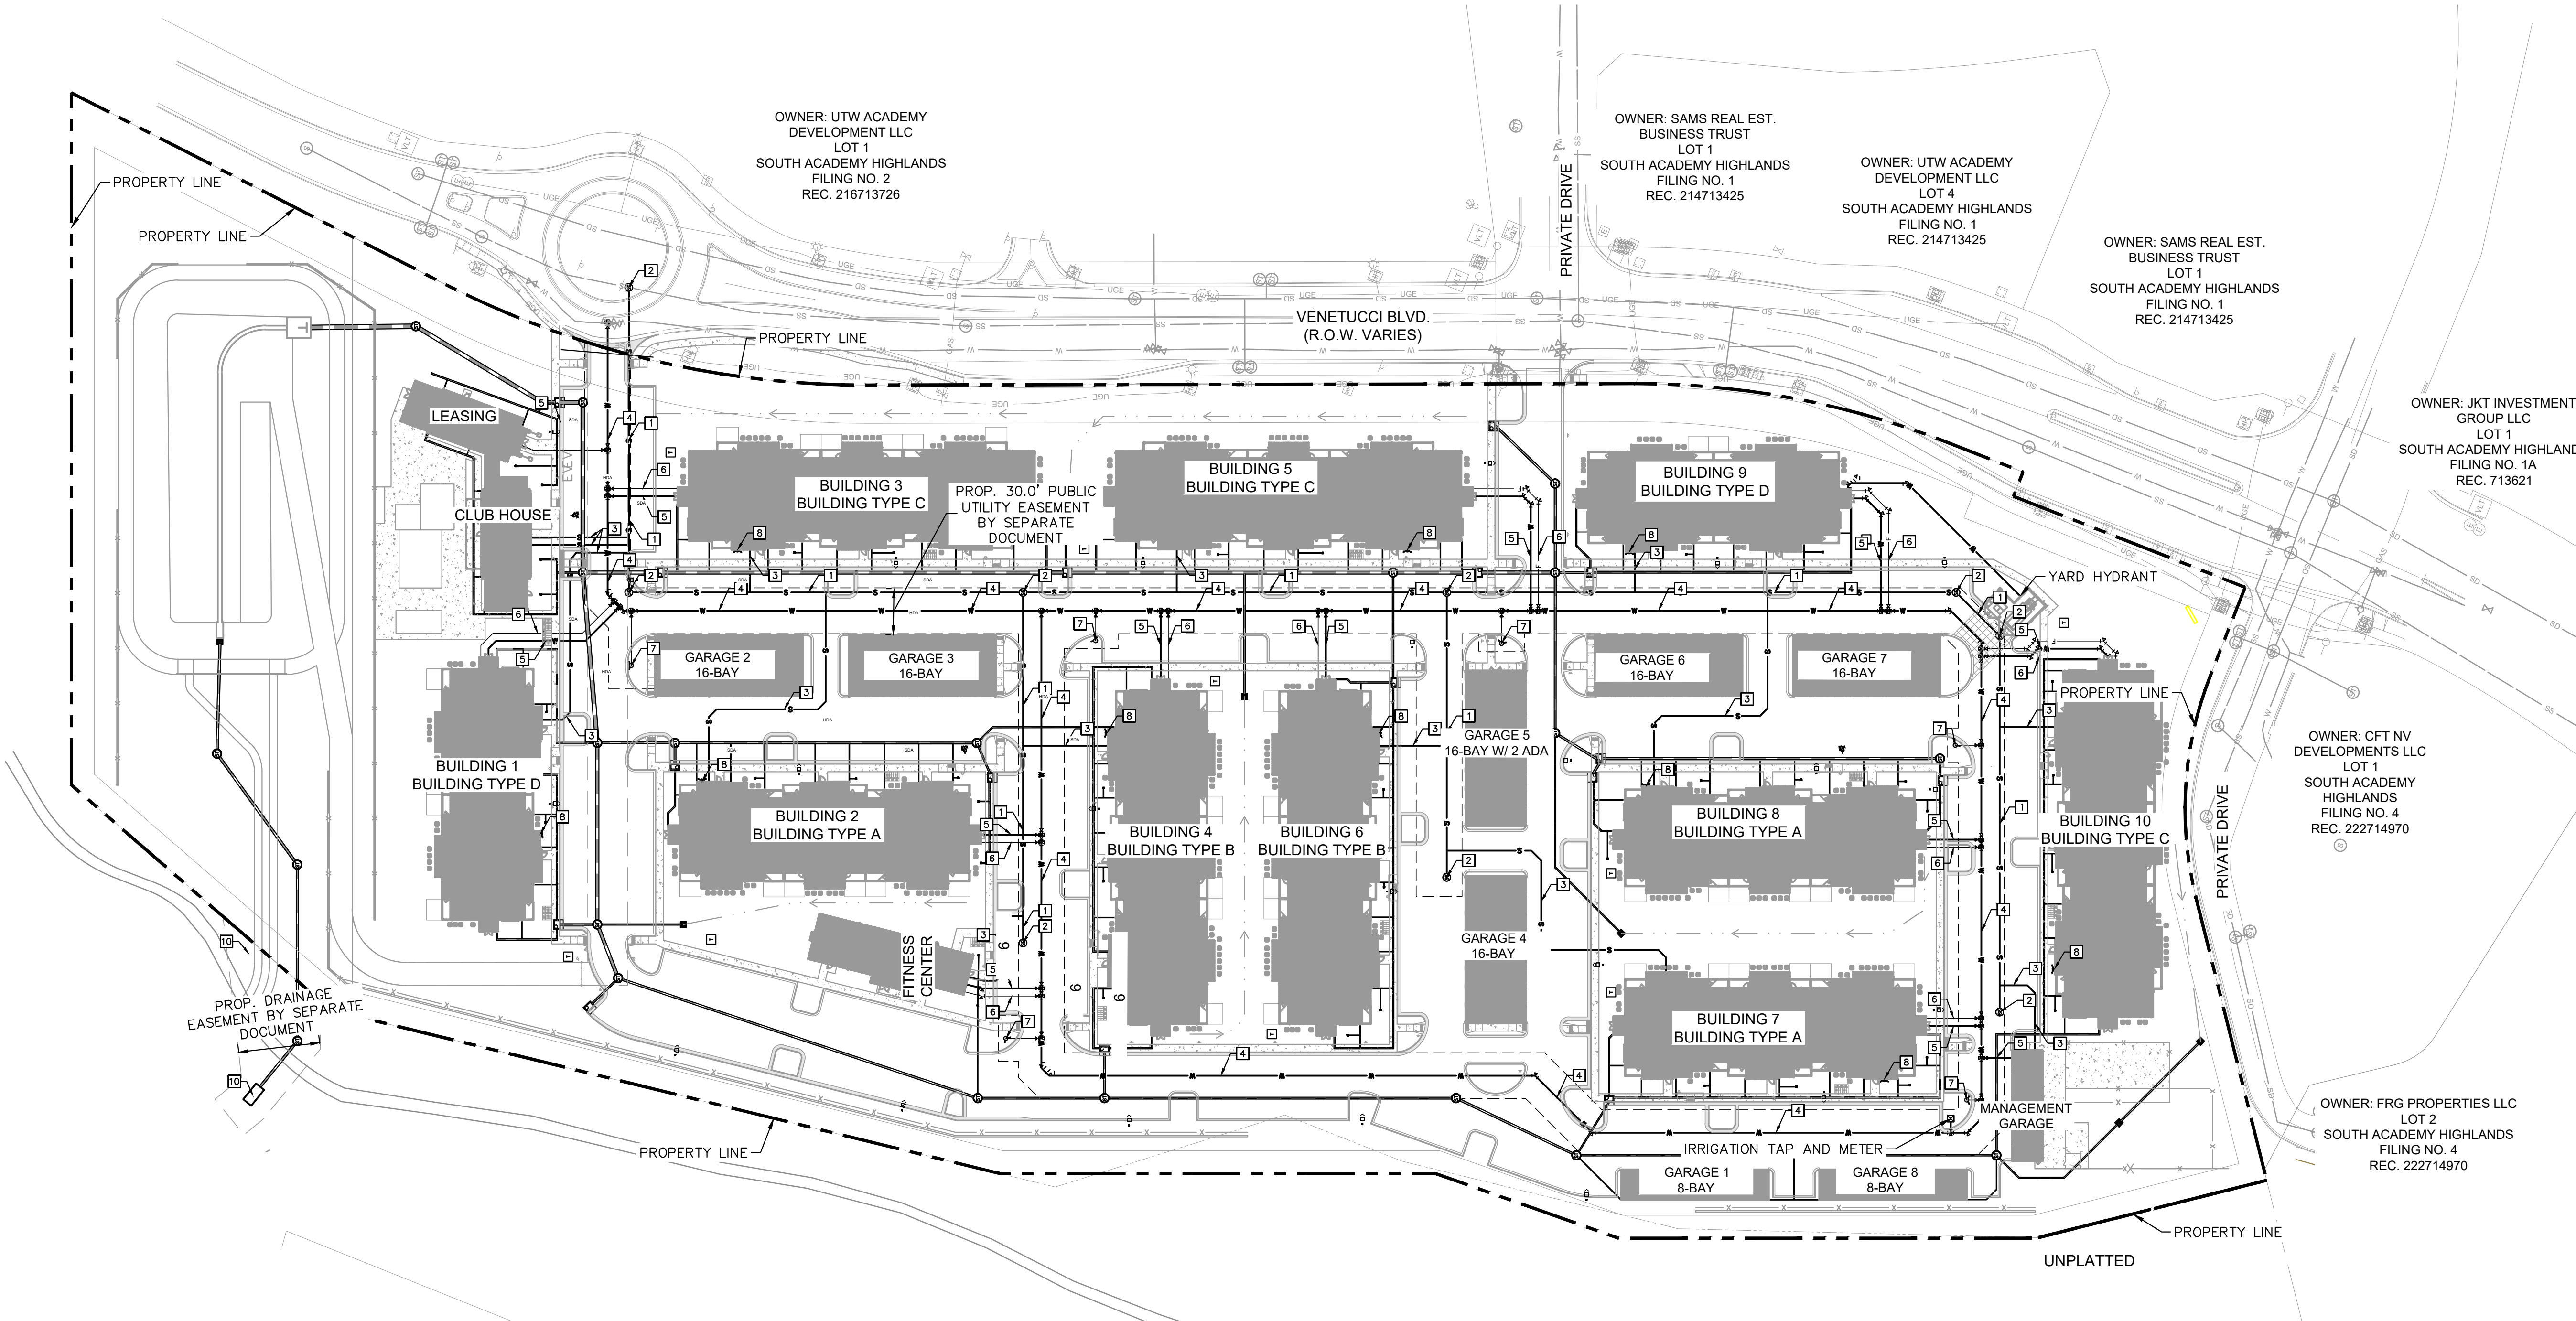 OWNER: UTW ACADEMY
DEVELOPMENT LLC
LOT 1
SOUTH ACADEMY HIGHLANDS
FILING NO. 2
REC. 216713726
OWNER: SAMS REAL EST.
BUSINESS TRUST
LOT 1
SOUTH ACADEMY HIGHLANDS
FILING NO. 1
REC. 214713425
OWNER: UTW ACADEMY
DEVELOPMENT LLC
LOT 4
SOUTH ACADEMY HIGHLANDS
FILING NO. 1
REC. 214713425
OWNER: SAMS REAL EST.
BUSINESS TRUST
LOT 1
SOUTH ACADEMY HIGHLANDS
FILING NO. 1
REC. 214713425
OWNER: JKT INVESTMENT
GROUP LLC
LOT 1
SOUTH ACADEMY HIGHLAND
FILING NO. 1A
REC. 713621
PROPERTY LINE
PROPERTY LINE
PRIVATE DRIVE
VENETUCCI BLVD.
(R.O.W. VARIES)
PROPERTY LINE
LEASING
CLUB HOUSE
BUILDING 3
BUILDING TYPE C
PROP. 30.0' PUBLIC
UTILITY EASEMENT
BY SEPARATE
DOCUMENT
BUILDING 5
BUILDING TYPE C
BUILDING 9
BUILDING TYPE D
YARD HYDRANT
GARAGE 2
16-BAY
GARAGE 3
16-BAY
GARAGE 6
16-BAY
GARAGE 7
16-BAY
PROPERTY LINE
GARAGE 5
16-BAY W/ 2 ADA
OWNER: CFT NV
DEVELOPMENTS LLC
LOT 1
SOUTH ACADEMY
HIGHLANDS
FILING NO. 4
REC. 222714970
BUILDING 1
BUILDING TYPE D
BUILDING 2
BUILDING TYPE A
BUILDING 4
BUILDING TYPE B
BUILDING 6
BUILDING TYPE B
BUILDING 8
BUILDING TYPE A
BUILDING 10
BUILDING TYPE C
PRIVATE DRIVE
FITNESS
CENTER
GARAGE 4
16-BAY
BUILDING 7
BUILDING TYPE A
PROP. DRAINAGE
EASEMENT BY SEPARATE
DOCUMENT
MANAGEMENT
GARAGE
IRRIGATION TAP AND METER
PROPERTY LINE
GARAGE 1
8-BAY
GARAGE 8
8-BAY
OWNER: FRG PROPERTIES LLC
LOT 2
SOUTH ACADEMY HIGHLANDS
FILING NO. 4
REC. 222714970
PROPERTY LINE
UNPLATTED